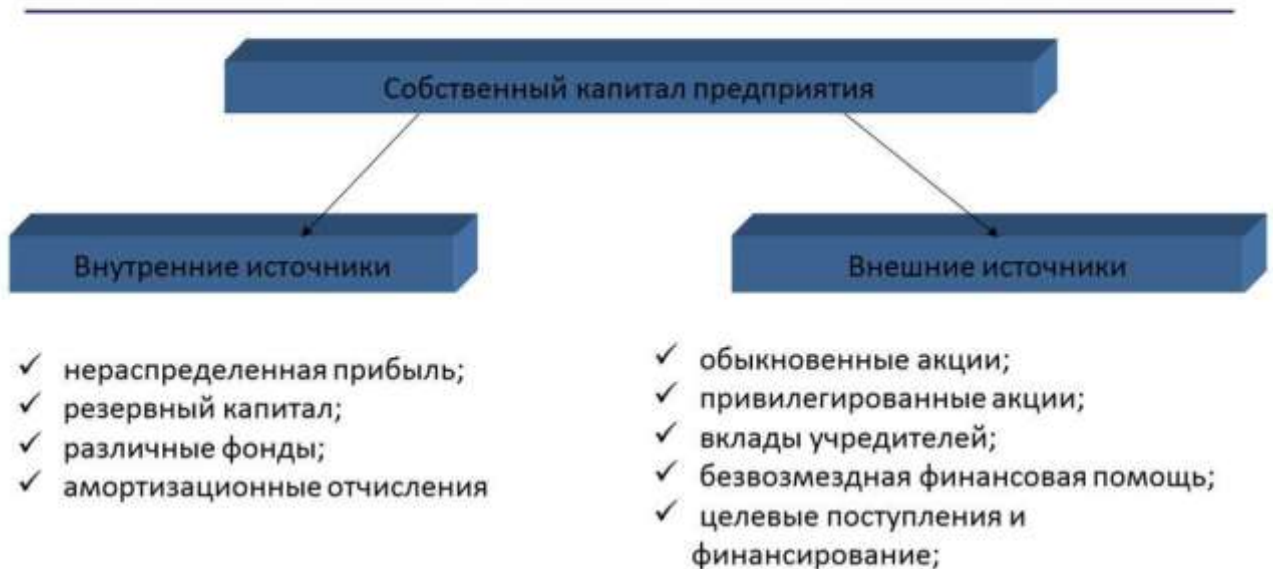 Собственный капитал предприятия
Внутренние источники
Внешние источники
✓ нераспределенная прибыль;
✓ резервный капитал;
✓ различные фонды;
✓ амортизационные отчисления
✓ обыкновенные акции;
✓ привилегированные акции;
✓ вклады учредителей;
✓ безвозмездная финансовая помощь;
✓ целевые поступления и
финансирование;